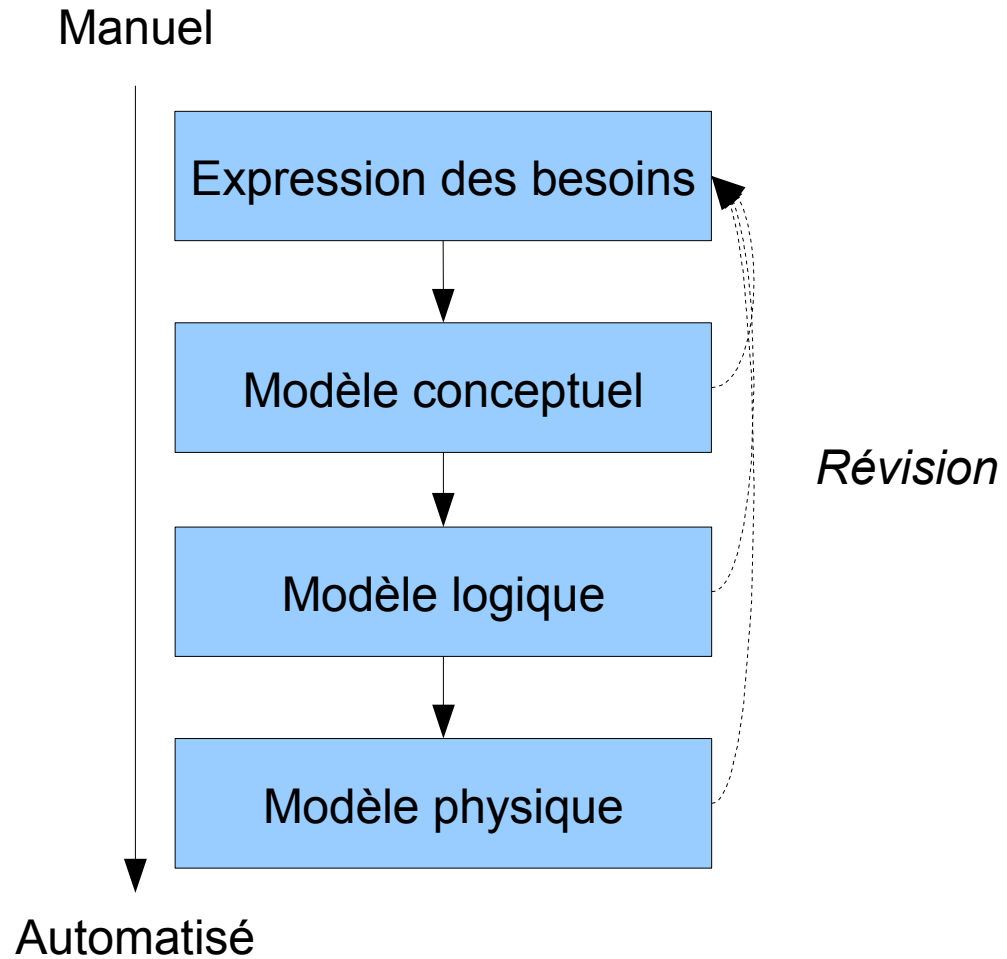 Manuel
Expression des besoins
Modèle conceptuel
Révision
Modèle logique
Modèle physique
Automatisé